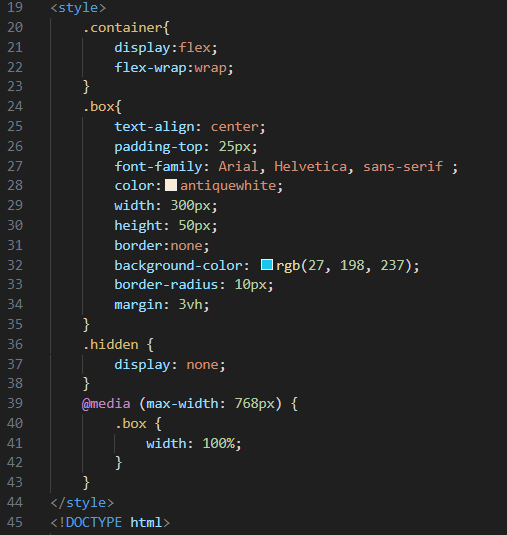 19 <style>
20 .container{
21 display:flex;
22 flex-wrap:wrap;
23 }
24 .box{
25 text-align: center;
26 padding-top: 25px;
27 font-family: Arial, Helvetica, sans-serif ;
28 color: antiquewhite;
29 width: 300px;
30 height: 50px;
31 border:none;
32 background-color: rgb(27, 198, 237);
33 border-radius: 10px;
34 margin: 3vh;
35 }
36 .hidden {
37 display: none;
38 }
39 @media (max-width: 768px) {
40 .box {
41 width: 100%;
42 }
43 }
44 </style>
45 <!DOCTYPE html>